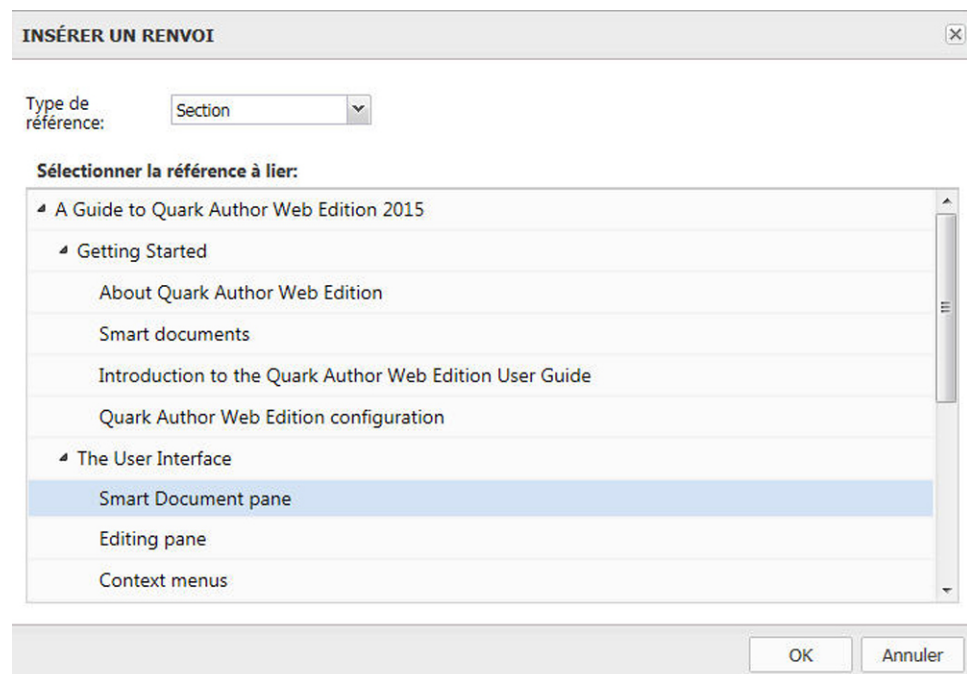 INSÉRER UN RENVOI
Type de
référence:
Section
Sélectionner la référence à lier:
A Guide to Quark Author Web Edition 2015
Getting Started
About Quark Author Web Edition
Smart documents
Introduction to the Quark Author Web Edition User Guide
Quark Author Web Edition configuration
The User Interface
Smart Document pane
Editing pane
Context menus
OK Annuler